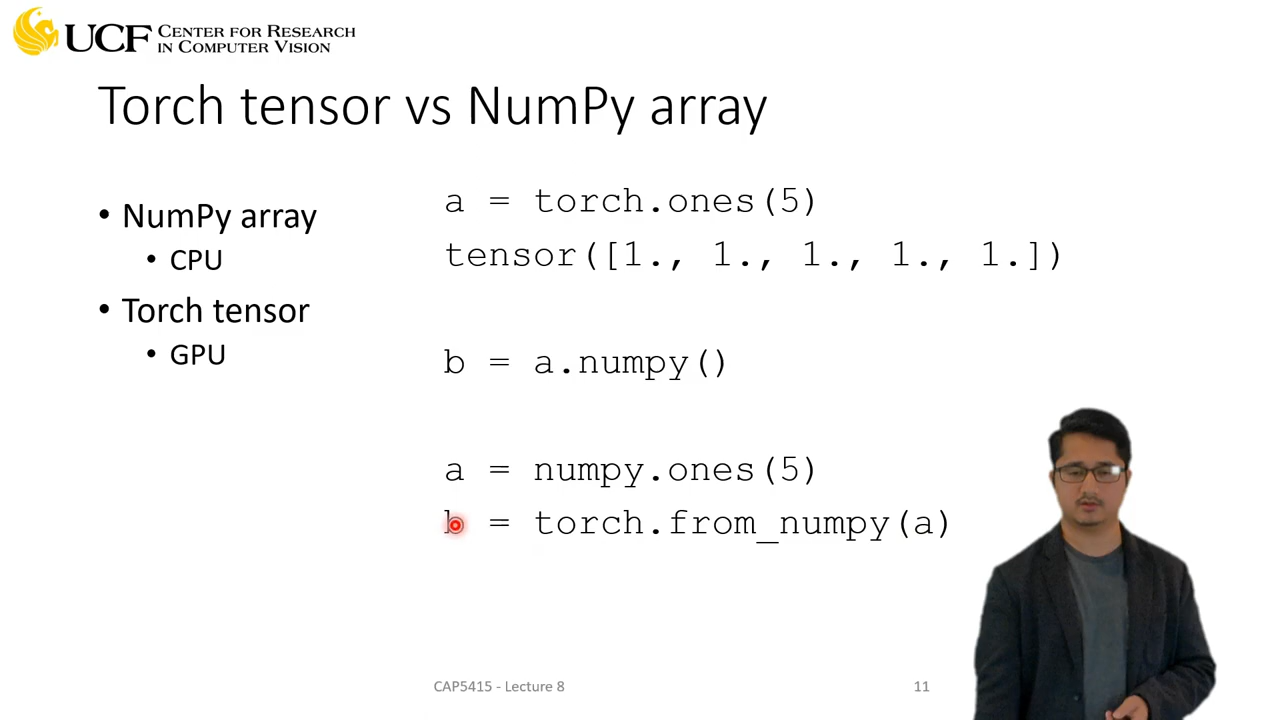 UCF CENTER FOR RESEARCH
IN COMPUTER VISION
Torch tensor vs NumPy array
• NumPy array
• CPU
• Torch tensor
• GPU
a = torch.ones(5)
tensor([1., 1., 1., 1., 1.])
b = a.numpy()
a = numpy.ones(5)
b = torch.from_numpy(a)
CAP5415 - Lecture 8
11